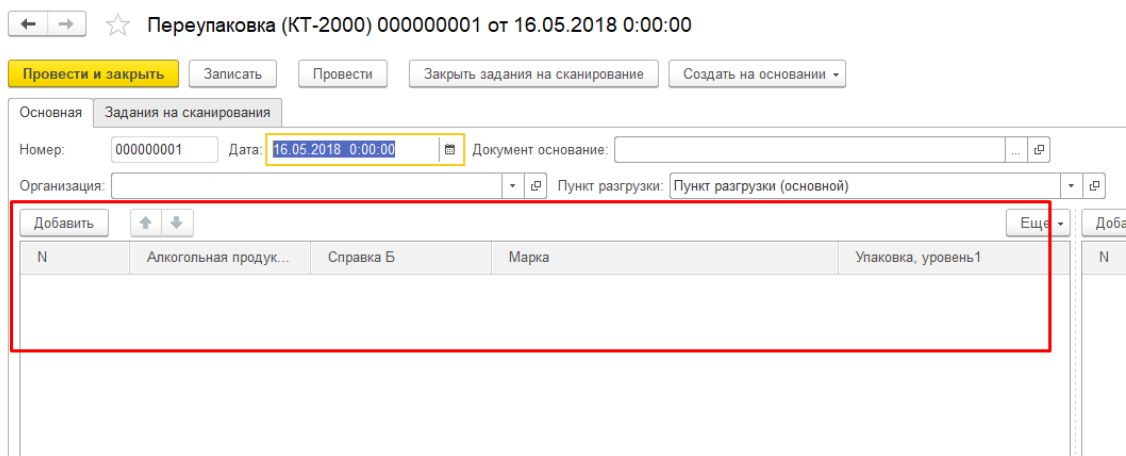 Переупаковка (КТ-2000) 000000001 от 16.05.2018 0:00:00
Провести и закрыть Записать Провести Закрыть задания на сканирование Создать на основании
Основная Задания на сканирования
Номер: 000000001 Дата: 16.05.2018 0:00:00 Документ основание: ...
Организация: Пункт разгрузки: Пункт разгрузки (основной)
Добавить Еще Доба
N Алкогольная продук... Справка Б Марка Упаковка, уровень1 N